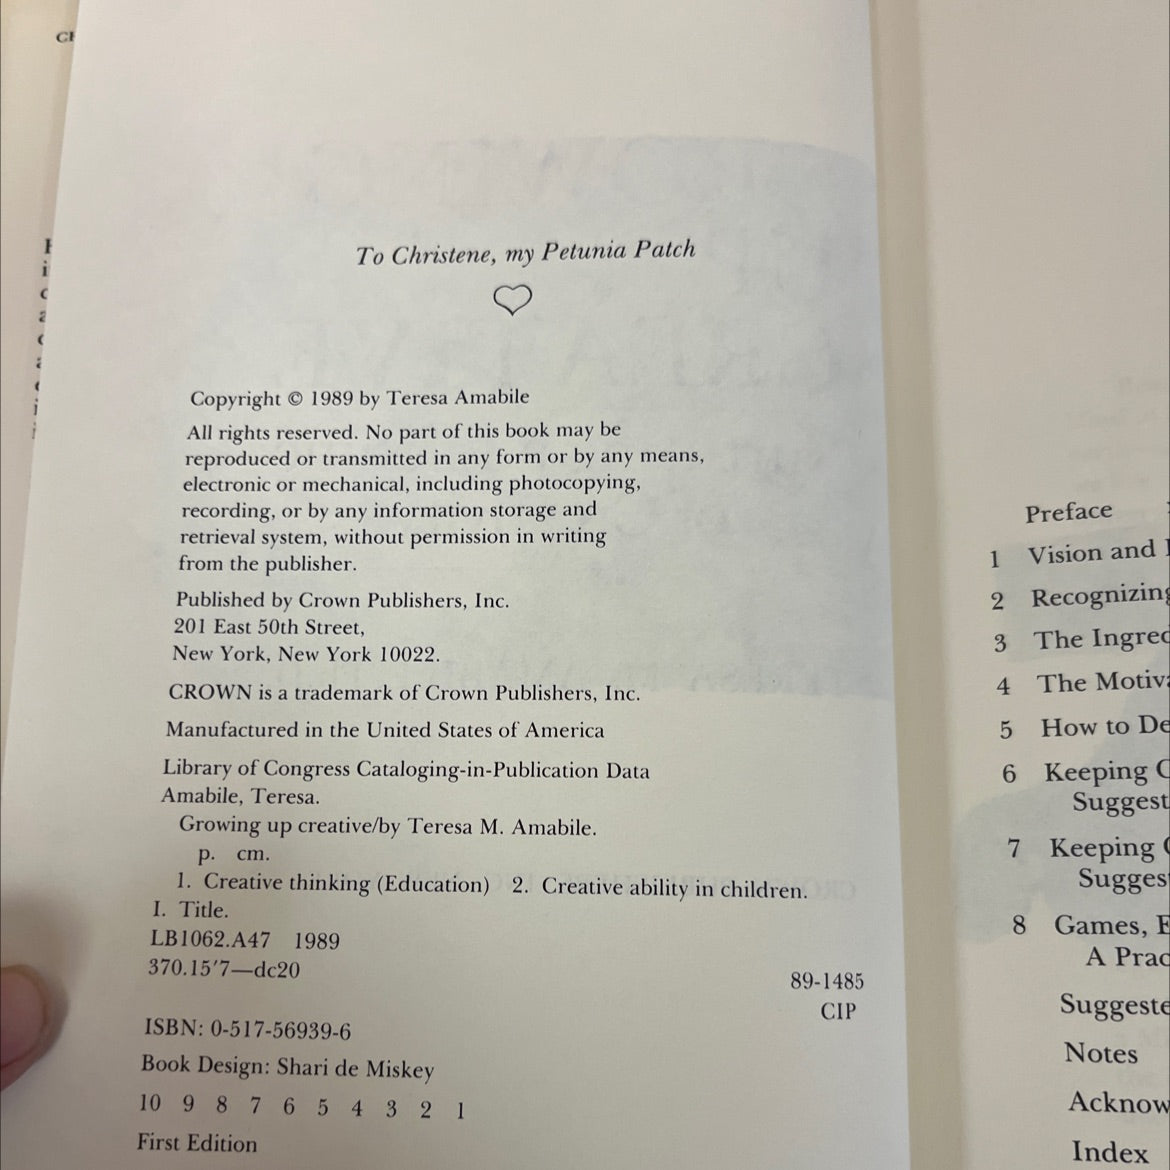 To Christene, my Petunia Patch
Copyright © 1989 by Teresa Amabile
All rights reserved. No part of this book may be
reproduced or transmitted in any form or by any means,
electronic or mechanical, including photocopying,
recording, or by any information storage and
retrieval system, without permission in writing
from the publisher.
Published by Crown Publishers, Inc.
201 East 50th Street,
New York, New York 10022.
CROWN is a trademark of Crown Publishers, Inc.
Manufactured in the United States of America
Library of Congress Cataloging-in-Publication Data
Amabile, Teresa.
Growing up creative/by Teresa M. Amabile.
p. cm.
1. Creative thinking (Education) 2. Creative ability in children.
I. Title.
LB1062.A47 1989
370.15'7—dc20
89-1485
CIP
ISBN: 0-517-56939-6
Book Design: Shari de Miskey
10 9 8 7 6 5 4 3 2 1
First Edition
Preface
1 Vision and
2 Recognizing
3 The
4 The
5 How to
6 Keeping
7 Keeping
8 Games,
A
Notes
Index